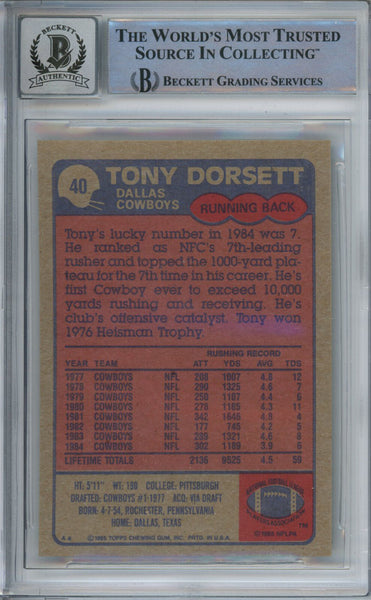 BECKETT
B
AUTHENTIC
THE WORLD'S MOST TRUSTED
SOURCE IN COLLECTING™
B BECKETT GRADING SERVICES
40
TONY DORSETT
DALLAS
COWBOYS
RUNNING BACK
Tony's lucky number in 1984 was 7.
He ranked as NFC's 7th-leading
rusher and topped the 1000-yard pla-
teau for the 7th time in his career. He's
first Cowboy ever to exceed 10,000
yards rushing and receiving. He's
club's offensive catalyst. Tony won
1976 Heisman Trophy.
RUSHING RECORD
YEAR TEAM ATT YDS AVG TDS
1977 COWBOYS NFL 208 1007 4.8 12
1978 COWBOYS NFL 290 1325 4.6 7
1979 COWBOYS NFL 250 1107 4.4 6
1980 COWBOYS NFL 278 1185 4.3 11
1981 COWBOYS NFL 342 1646 4.8 4
1982 COWBOYS NFL 177 745 4.2 5
1983 COWBOYS NFL 289 1321 4.6 8
1984 COWBOYS NFL 302 1189 3.9 6
LIFETIME TOTALS 2136 9525 4.5 59
HT: 5'11" WT: 190 COLLEGE: PITTSBURGH
DRAFTED: COWBOYS #1-1977 ACQ: VIA DRAFT
BORN: 4-7-54, ROCHESTER, PENNSYLVANIA
HOME: DALLAS, TEXAS
NATIONAL FOOTBALL LEAGUE
PLAYERS ASSOCIATION
TM
©1985 NFLPA
©1985 TOPPS CHEWING GUM, INC. PRTD. IN U.S.A.